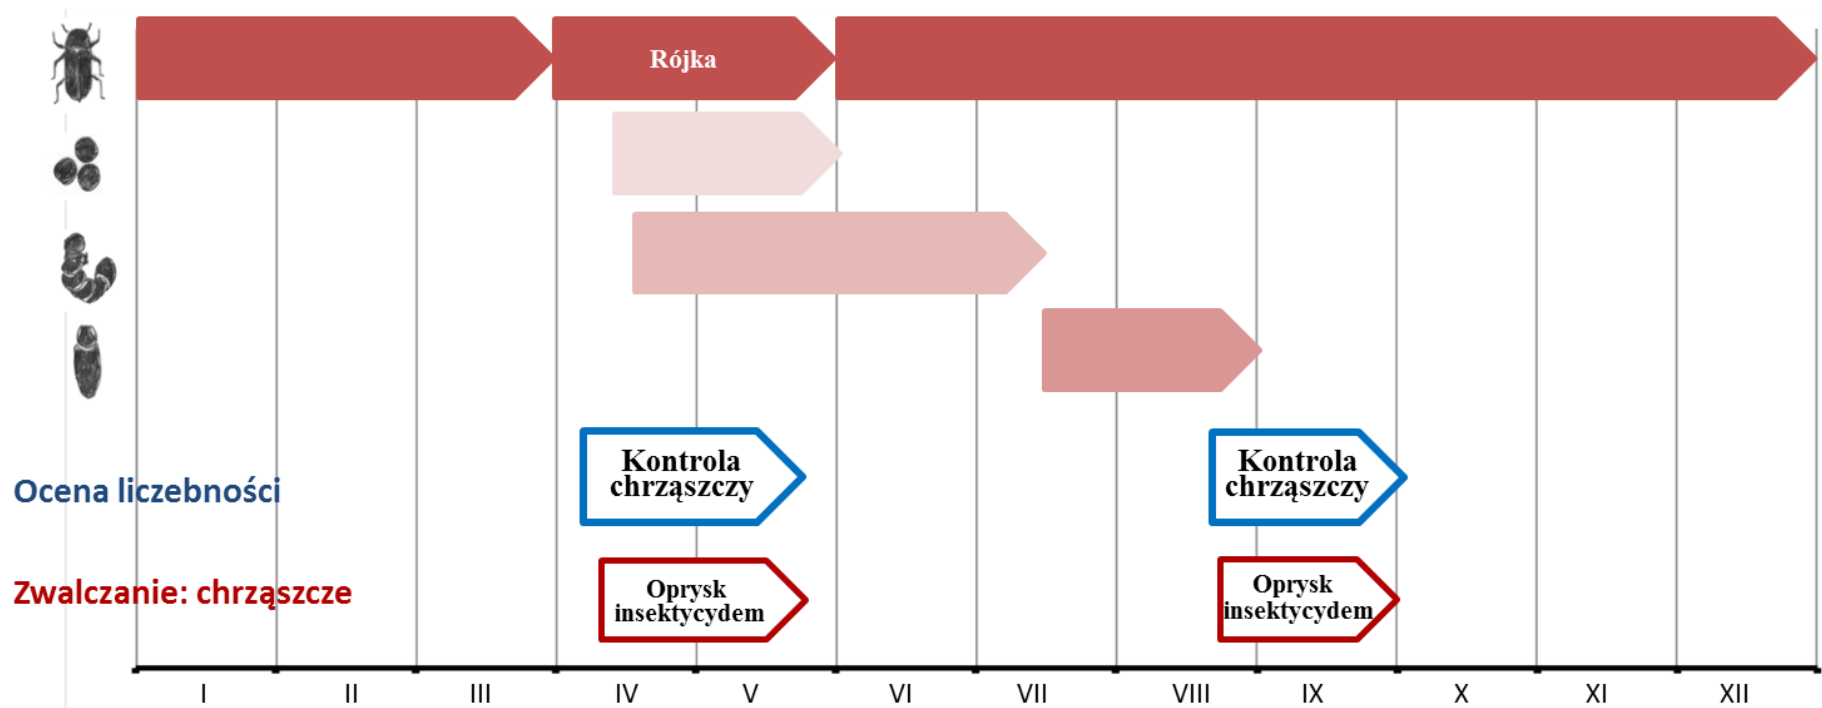 Rójka
Ocena liczebności
Kontrola
chrząszczy
Kontrola
chrząszczy
Zwalczanie: chrząszcze
Oprysk
insektycydem
Oprysk
insektycydem
I II III IV V VI VII VIII IX X XI XII